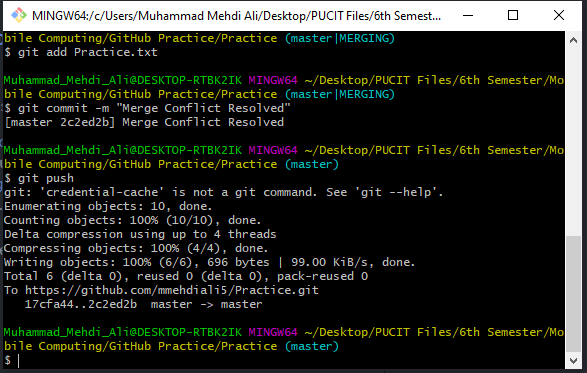 MINGW64:/c/Users/Muhammad Mehdi Ali/Desktop/PUCIT Files/6th Semest...
bile Computing/GitHub Practice/Practice (master|MERGING)
$ git add Practice.txt
Muhammad_Mehdi_Ali@DESKTOP-RTBK2IK MINGW64 ~/Desktop/PUCIT Files/6th Semester/Mo
bile Computing/GitHub Practice/Practice (master|MERGING)
$ git commit -m "Merge Conflict Resolved"
[master 2c2ed2b] Merge Conflict Resolved
Muhammad_Mehdi_Ali@DESKTOP-RTBK2IK MINGW64 ~/Desktop/PUCIT Files/6th Semester/Mo
bile Computing/GitHub Practice/Practice (master)
$ git push
git: 'credential-cache' is not a git command. See 'git --help'.
Enumerating objects: 10, done.
Counting objects: 100% (10/10), done.
Delta compression using up to 4 threads
Compressing objects: 100% (4/4), done.
Writing objects: 100% (6/6), 696 bytes | 99.00 KiB/s, done.
Total 6 (delta 0), reused 0 (delta 0), pack-reused 0
To https://github.com/mmehdiali5/Practice.git
17cfa44..2c2ed2b master -> master
Muhammad_Mehdi_Ali@DESKTOP-RTBK2IK MINGW64 ~/Desktop/PUCIT Files/6th Semester/Mo
bile Computing/GitHub Practice/Practice (master)
$